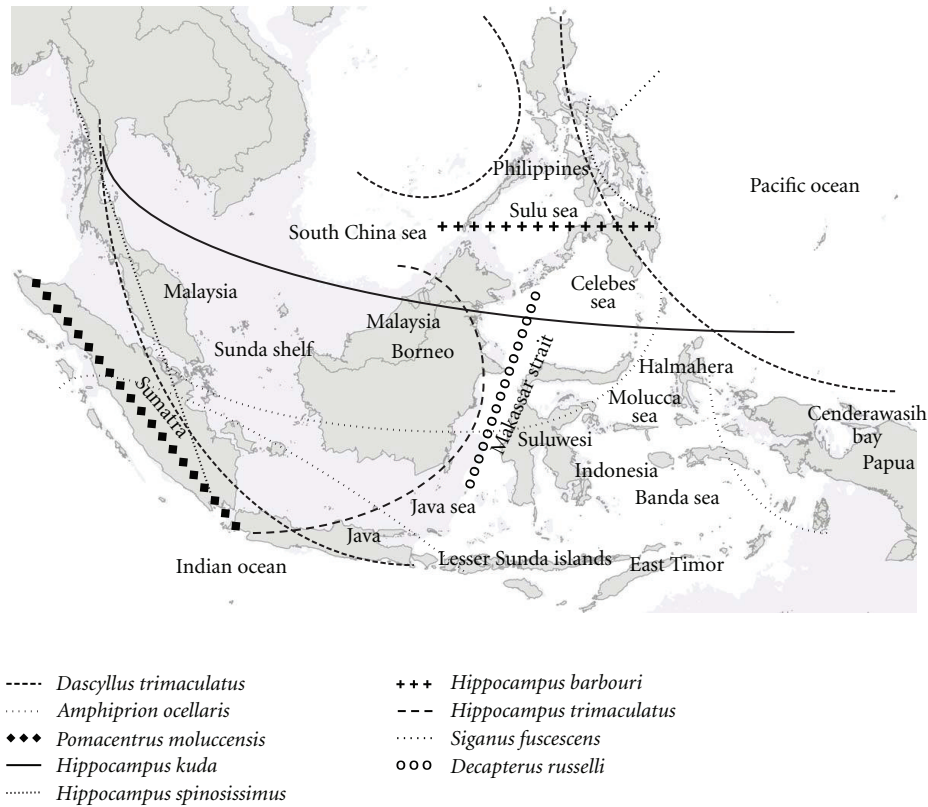 Philippines
Pacific ocean
Sulu sea
South China sea
Celebes
sea
Malaysia
Malaysia
Borneo
Sunda shelf
Makassar strait
Halmahera
Molucca
sea
Sumatra
Cenderawasih
bay
Papua
Suluwesi
Indonesia
Banda sea
Java sea
Java
Lesser Sunda islands
East Timor
Indian ocean
Dascyllus trimaculatus
Amphiprion ocellaris
Pomacentrus moluccensis
Hippocampus kuda
Hippocampus spinosissimus
Hippocampus barbouri
Hippocampus trimaculatus
Siganus fuscescens
Decapterus russelli